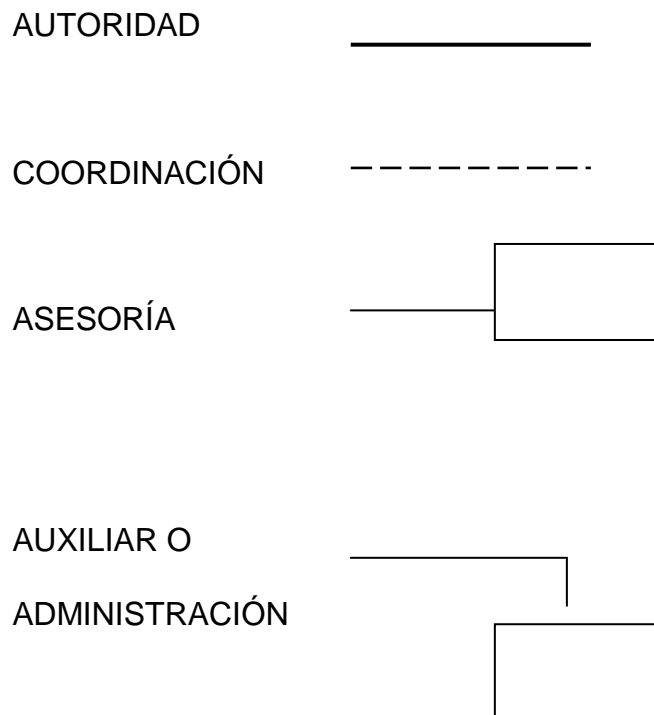 AUTORIDAD
COORDINACIÓN
ASESORÍA
AUXILIAR O
ADMINISTRACIÓN